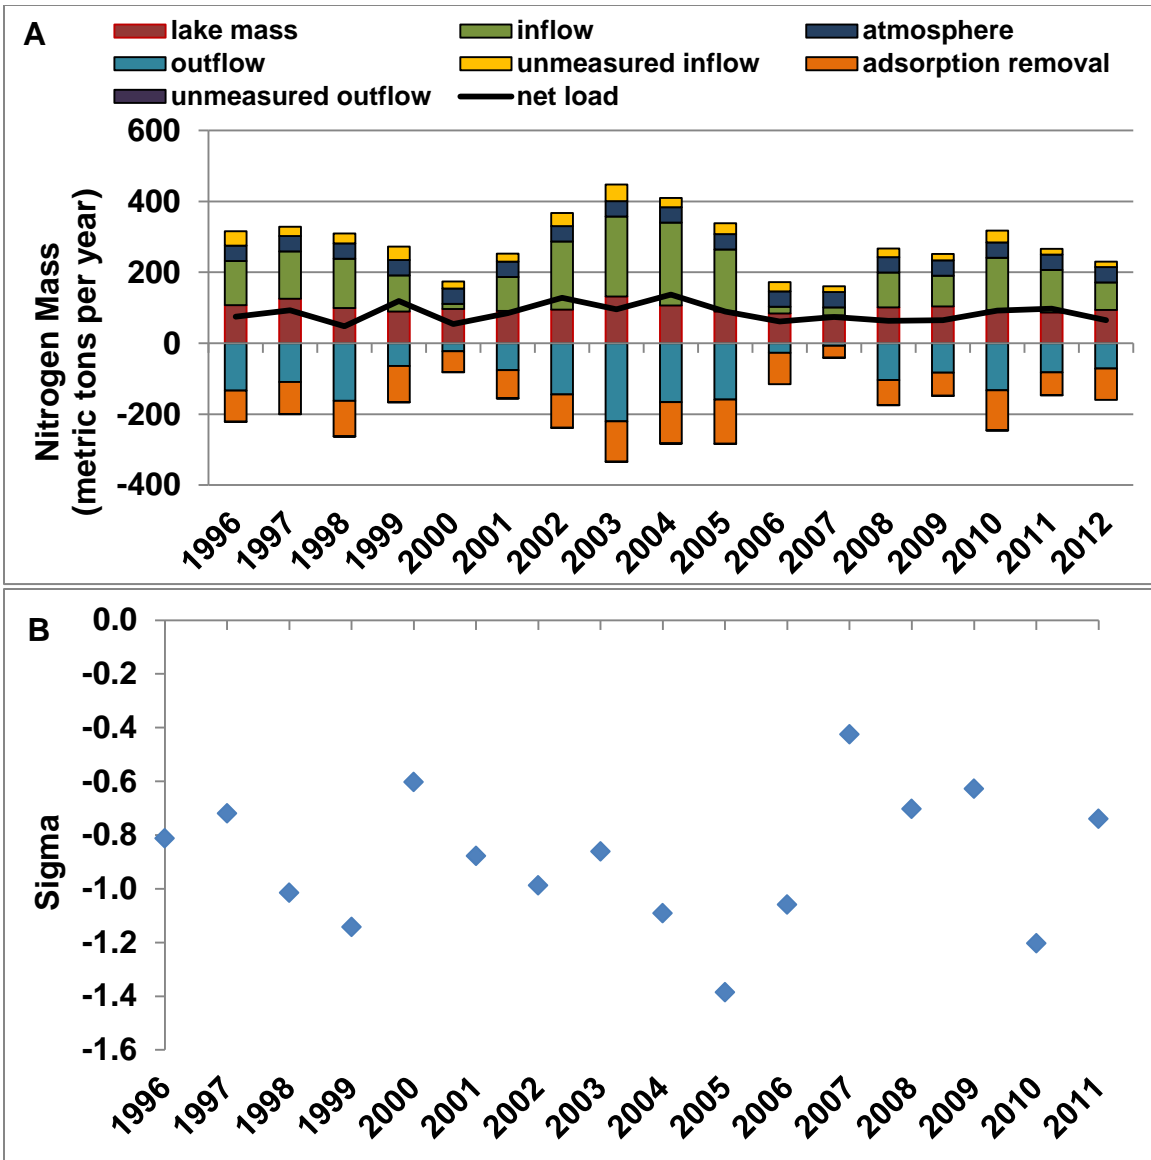 A
lake mass inflow atmosphere
outflow unmeasured inflow adsorption removal
unmeasured outflow net load
Nitrogen Mass
(metric tons per year)
600
400
200
0
-200
-400
1996 1997 1998 1999 2000 2001 2002 2003 2004 2005 2006 2007 2008 2009 2010 2011 2012
B
Sigma
0.0
-0.2
-0.4
-0.6
-0.8
-1.0
-1.2
-1.4
-1.6
1996 1997 1998 1999 2000 2001 2002 2003 2004 2005 2006 2007 2008 2009 2010 2011